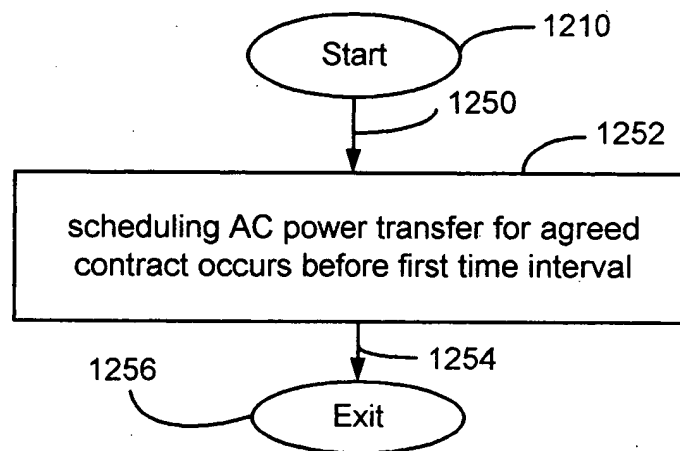 Start
1210
1250
1252
scheduling AC power transfer for agreed
contract occurs before first time interval
1254
1256
Exit